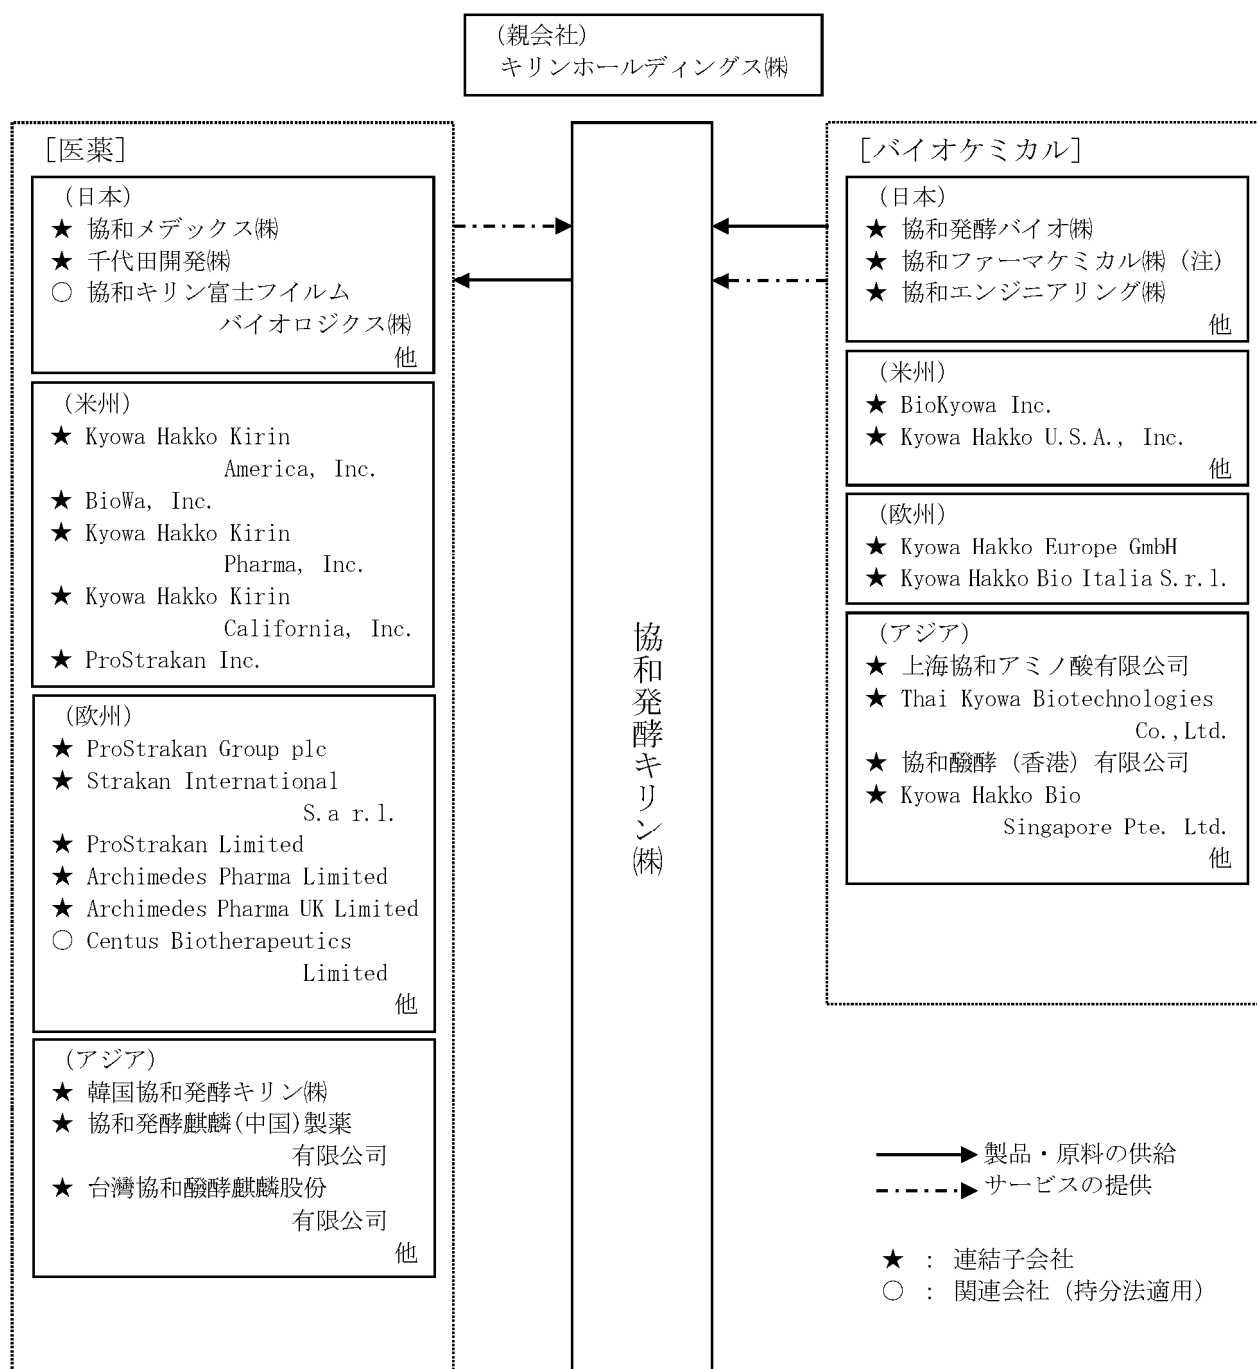 (親会社)
キリンホールディングス㈱
[医薬]
(日本)
★ 協和メデックス㈱
★ 千代田開発㈱
○ 協和キリン富士フイルム
バイオロジクス㈱
他
(米州)
★ Kyowa Hakko Kirin
America, Inc.
★ BioWa, Inc.
★ Kyowa Hakko Kirin
Pharma, Inc.
★ Kyowa Hakko Kirin
California, Inc.
★ ProStrakan Inc.
(欧州)
★ ProStrakan Group plc
★ Strakan International
S.a r.l.
★ ProStrakan Limited
★ Archimedes Pharma Limited
★ Archimedes Pharma UK Limited
○ Centus Biotherapeutics
Limited
他
(アジア)
★ 韓国協和発酵キリン㈱
★ 協和発酵麒麟(中国)製薬
有限公司
★ 台灣協和醱酵麒麟股份
有限公司
他
協和発酵キリン㈱
[バイオケミカル]
(日本)
★ 協和発酵バイオ㈱
★ 協和ファーマケミカル㈱（注）
★ 協和エンジニアリング㈱
他
(米州)
★ BioKyowa Inc.
★ Kyowa Hakko U.S.A., Inc.
他
(欧州)
★ Kyowa Hakko Europe GmbH
★ Kyowa Hakko Bio Italia S.r.l.
(アジア)
★ 上海協和アミノ酸有限公司
★ Thai Kyowa Biotechnologies
Co.,Ltd.
★ 協和醱酵（香港）有限公司
★ Kyowa Hakko Bio
Singapore Pte. Ltd.
他
製品・原料の供給
サービスの提供
★ : 連結子会社
○ : 関連会社（持分法適用）